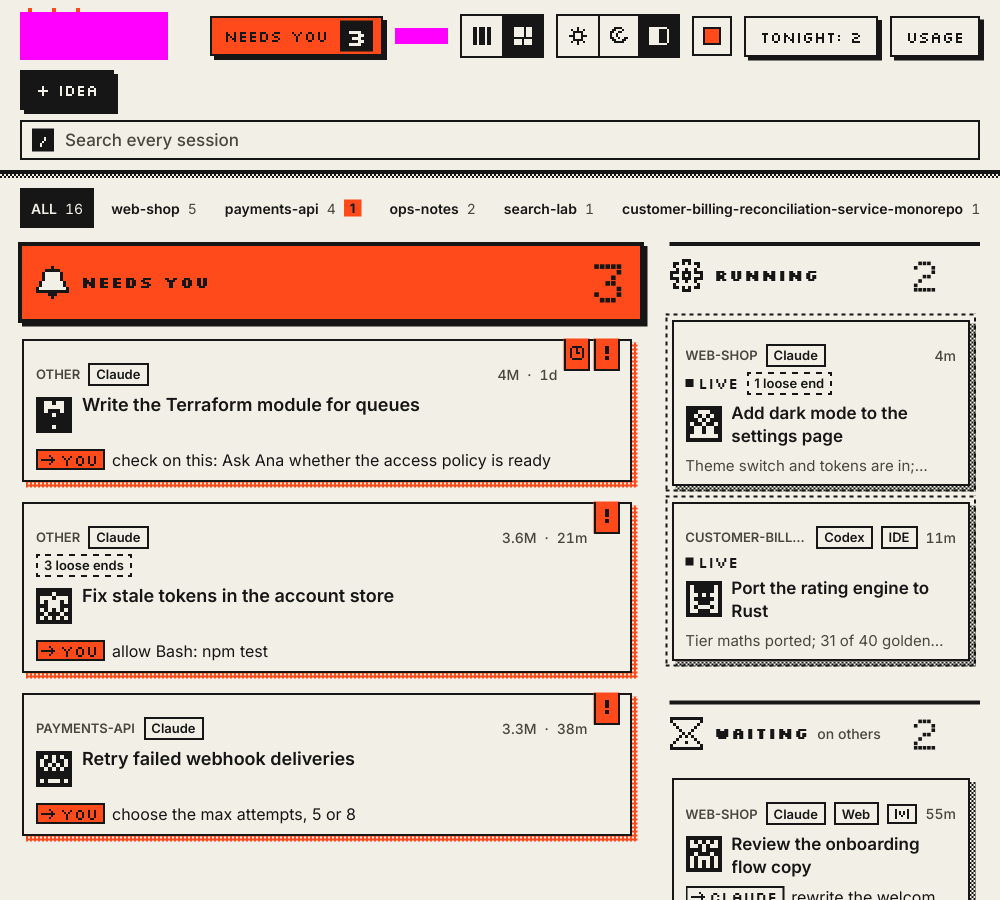 NEEDS YOU 3
TONIGHT: 2
USAGE
+ IDEA
/ Search every session
ALL 16 web-shop 5 payments-api 4 1 ops-notes 2 search-lab 1 customer-billing-reconciliation-service-monorepo 1
NEEDS YOU 3
OTHER Claude 4M · 1d !
Write the Terraform module for queues
→ YOU check on this: Ask Ana whether the access policy is ready
OTHER Claude 3.6M · 21m !
3 loose ends
Fix stale tokens in the account store
→ YOU allow Bash: npm test
PAYMENTS-API Claude 3.3M · 38m !
Retry failed webhook deliveries
→ YOU choose the max attempts, 5 or 8
RUNNING 2
WEB-SHOP Claude 4m
LIVE 1 loose end
Add dark mode to the
settings page
Theme switch and tokens are in;...
CUSTOMER-BILL... Codex IDE 11m
LIVE
Port the rating engine to
Rust
Tier maths ported; 31 of 40 golden...
WAITING on others 2
WEB-SHOP Claude Web 55m
Review the onboarding
flow copy
→ CLAUDE rewrite the welcom